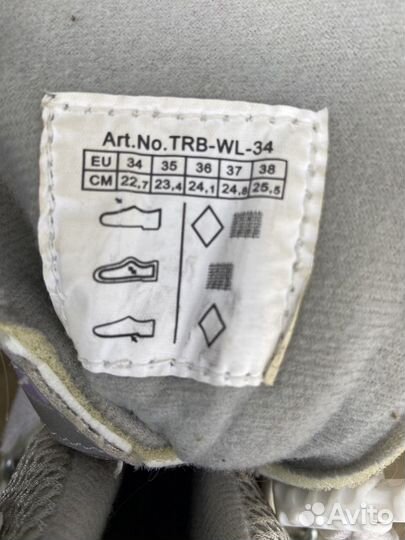 Art.No.TRB-WL-34
EU 34 35 36 37 38
CM 22,7 23,4 24,1 24,8 25,5
Avito